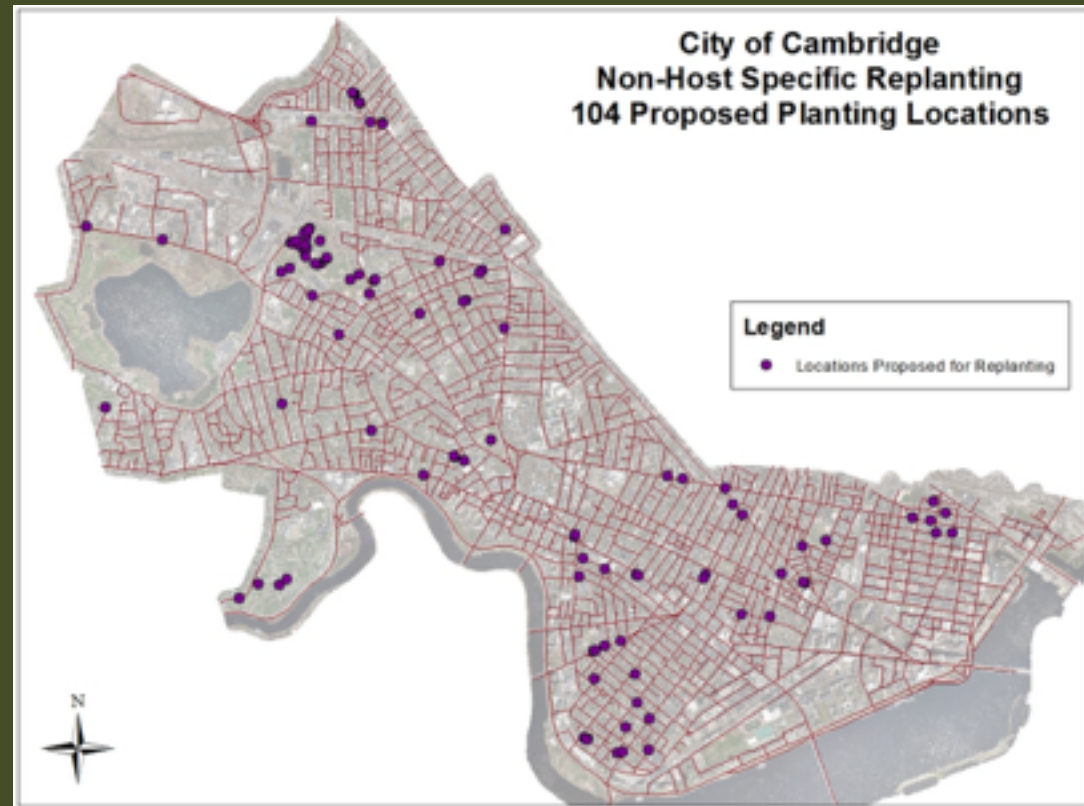 City of Cambridge
Non-Host Specific Replanting
104 Proposed Planting Locations
Legend
Locations Proposed for Replanting
N